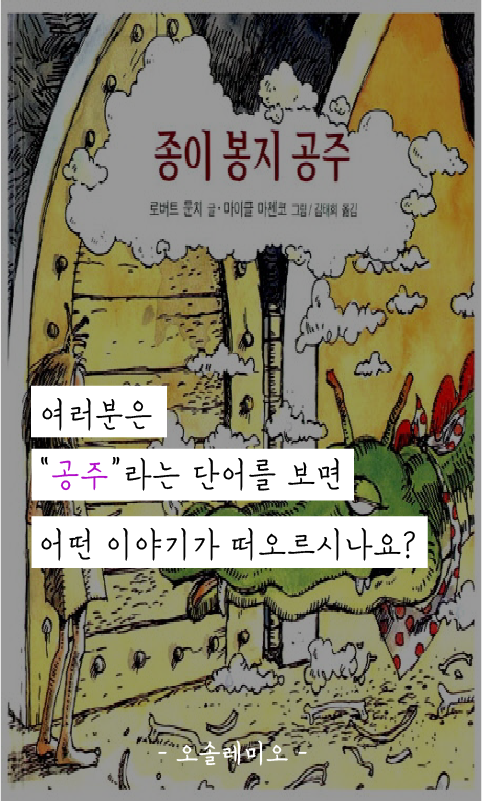 종이 봉지 공주
로버트 문치 글·마이클 마첸코 그림/김태희 옮김
여러분은
"공주"라는 단어를 보면
어떤 이야기가 떠오르시나요?
- 오솔레미오 -